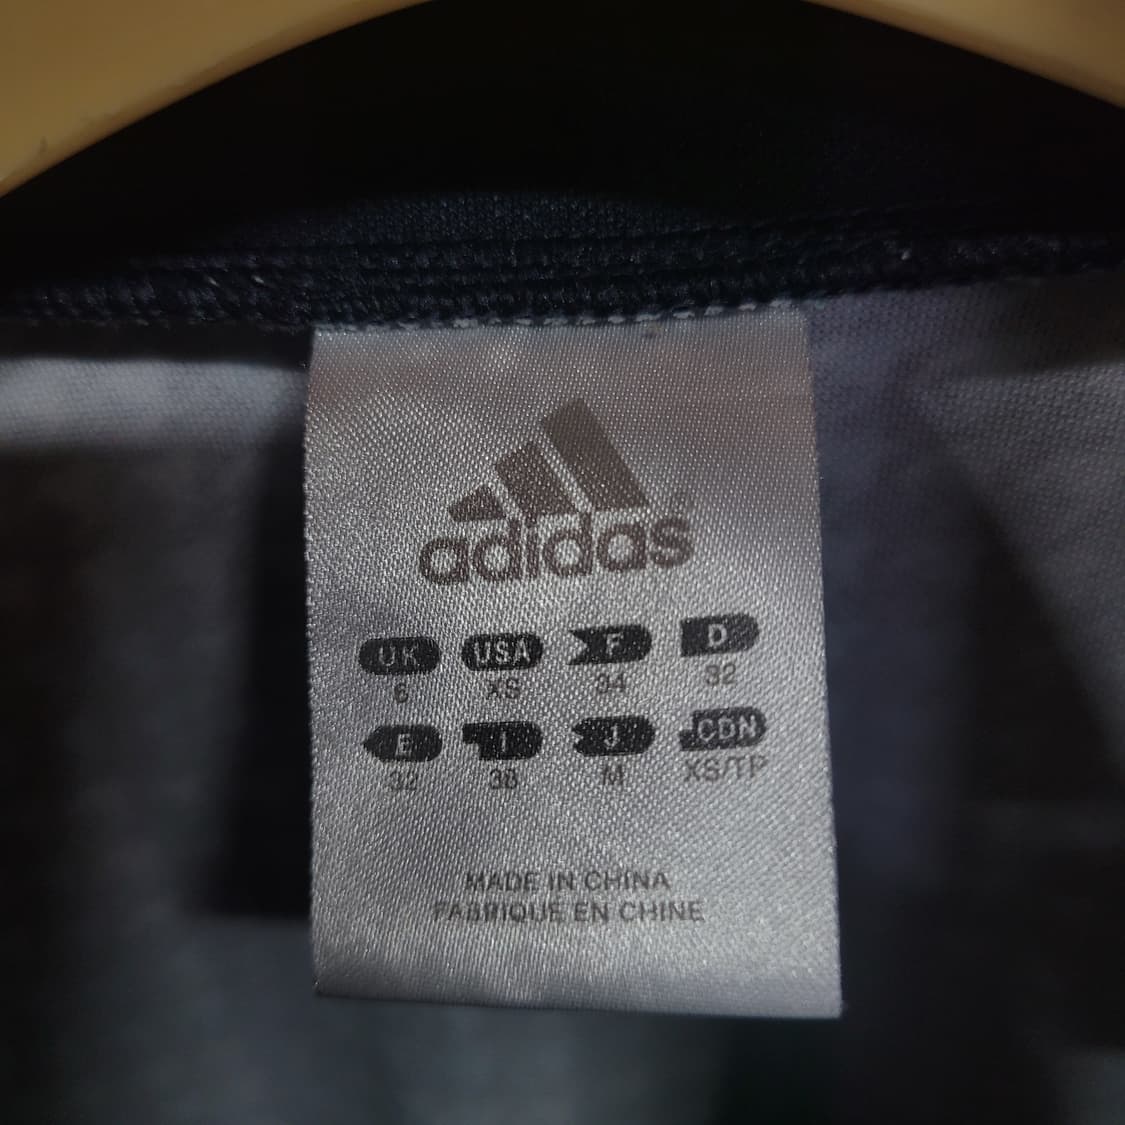 adidas
UK USA F D
6 XS 34 32
E I J CDN
32 38 M XS/TP
MADE IN CHINA
FABRIQUE EN CHINE